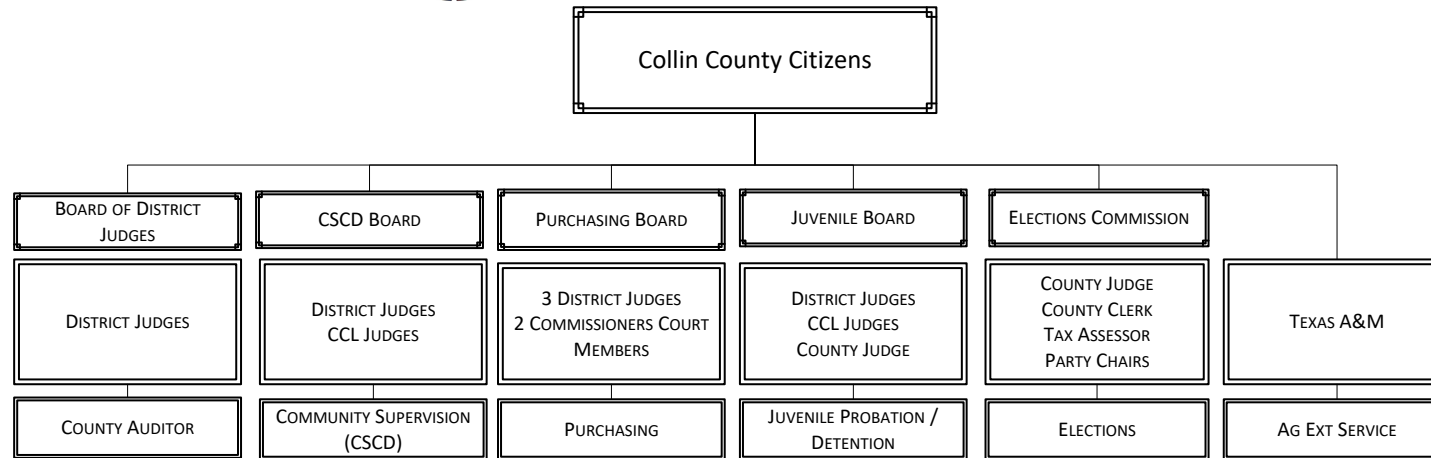 Collin County Citizens
BOARD OF DISTRICT
JUDGES
CSCD BOARD
PURCHASING BOARD
JUVENILE BOARD
ELECTIONS COMMISSION
DISTRICT JUDGES
DISTRICT JUDGES
CCL JUDGES
3 DISTRICT JUDGES
2 COMMISSIONERS COURT
MEMBERS
DISTRICT JUDGES
CCL JUDGES
COUNTY JUDGE
COUNTY JUDGE
COUNTY CLERK
TAX ASSESSOR
PARTY CHAIRS
TEXAS A&M
COUNTY AUDITOR
COMMUNITY SUPERVISION
(CSCD)
PURCHASING
JUVENILE PROBATION /
DETENTION
ELECTIONS
AG EXT SERVICE